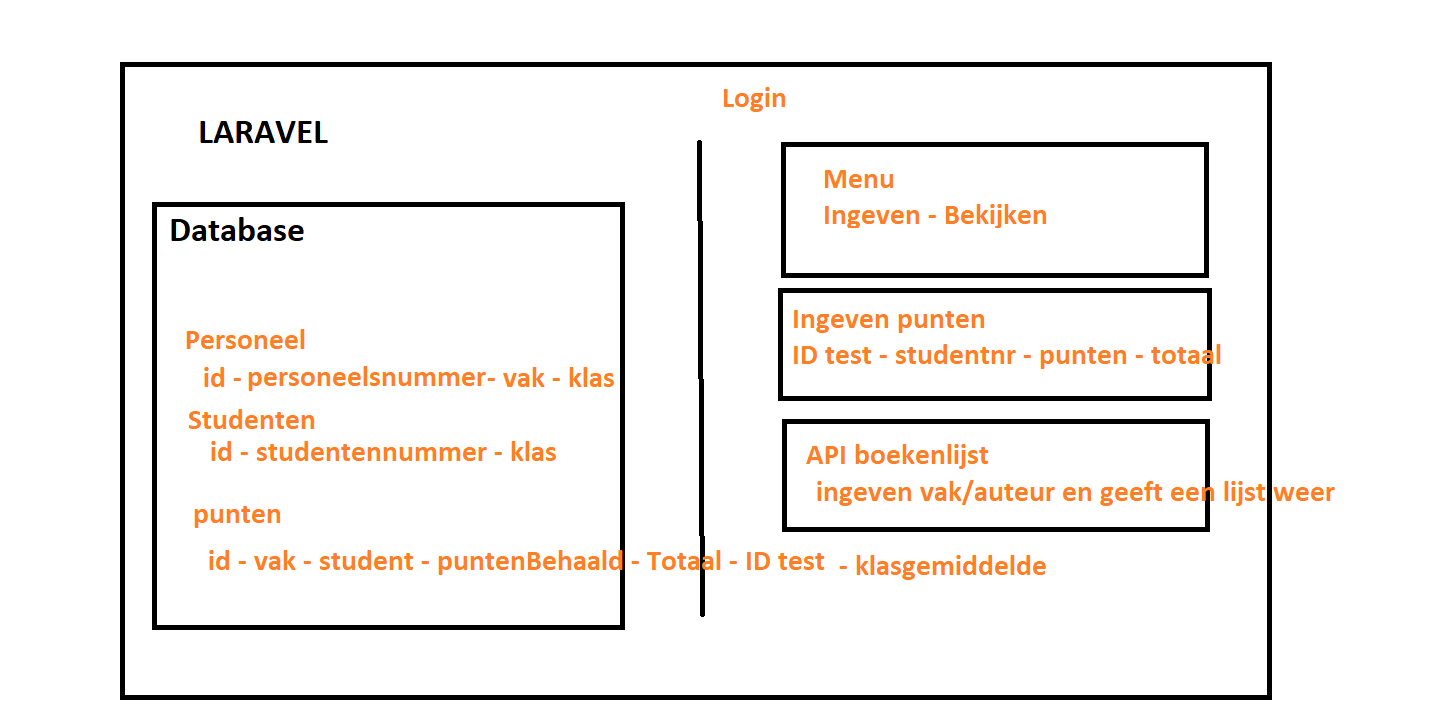 LARAVEL
Database
Personeel
id - personeelsnummer- vak - klas
Studenten
id - studentennummer - klas
punten
id - vak - student - puntenBehaald - Totaal - ID test - klasgemiddelde
Login
Menu
Ingeven - Bekijken
Ingeven punten
ID test - studentnr - punten - totaal
API boekenlijst
ingeven vak/auteur en geeft een lijst weer